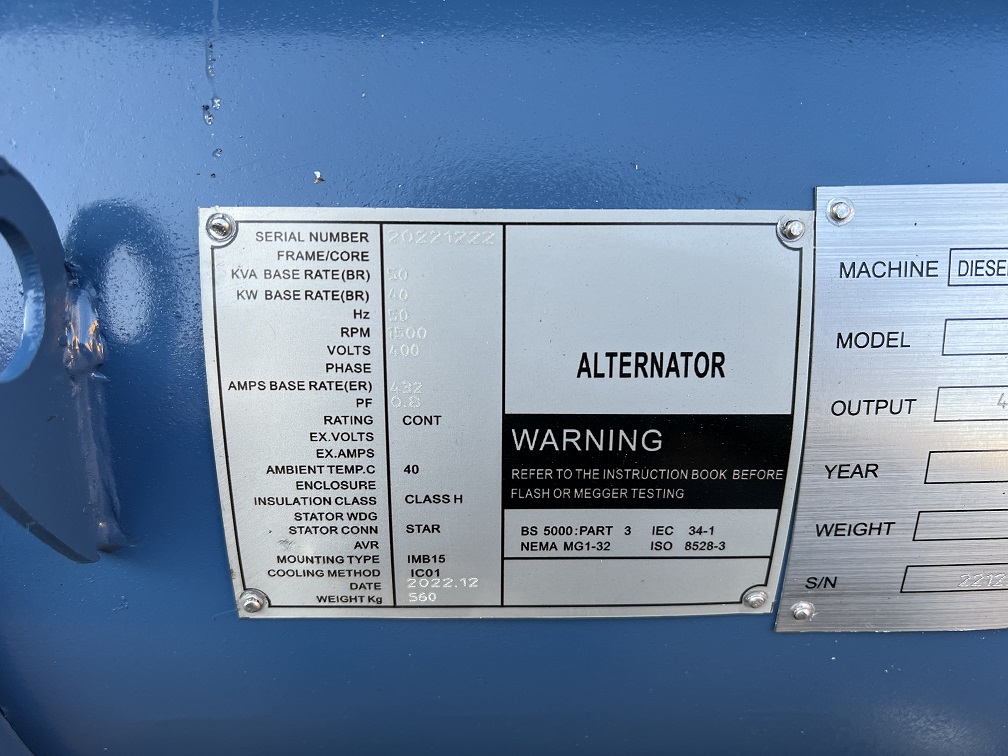 SERIAL NUMBER 20221222
FRAME/CORE
KVA BASE RATE(BR) 50
KW BASE RATE(BR) 40
Hz 50
RPM 1500
VOLTS 400
PHASE
AMPS BASE RATE(ER) 432
PF 0.8
RATING CONT
EX.VOLTS
EX.AMPS
AMBIENT TEMP.C 40
ENCLOSURE
INSULATION CLASS CLASS H
STATOR WDG
STATOR CONN STAR
AVR
MOUNTING TYPE IMB15
COOLING METHOD IC01
DATE 2022.12
WEIGHT Kg 560
ALTERNATOR
WARNING
REFER TO THE INSTRUCTION BOOK BEFORE
FLASH OR MEGGER TESTING
BS 5000:PART 3 IEC 34-1
NEMA MG1-32 ISO 8528-3
MACHINE DIESE
MODEL
OUTPUT 4
YEAR
WEIGHT
S/N 2212